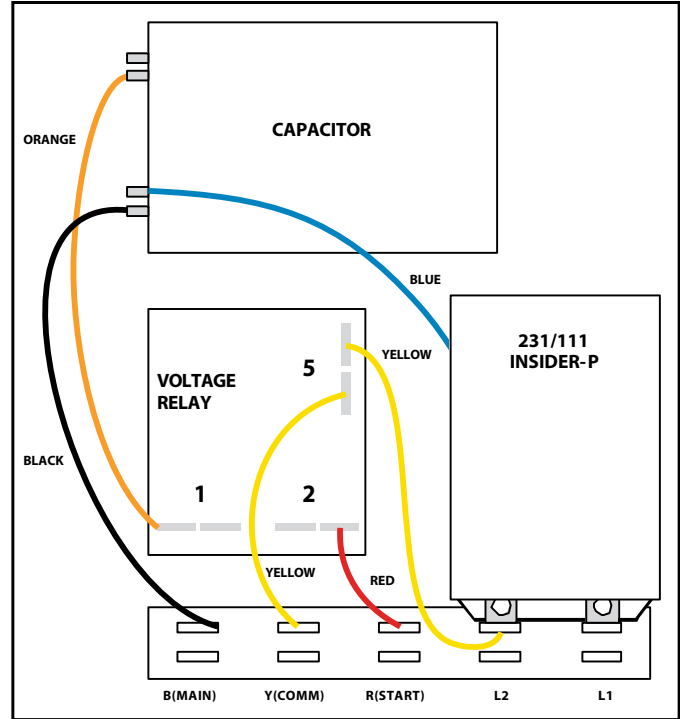 CAPACITOR
ORANGE
BLUE
231/111
INSIDER-P
YELLOW
5
VOLTAGE
RELAY
BLACK
1
2
YELLOW
RED
B(MAIN)
Y(COMM)
R(START)
L2
L1